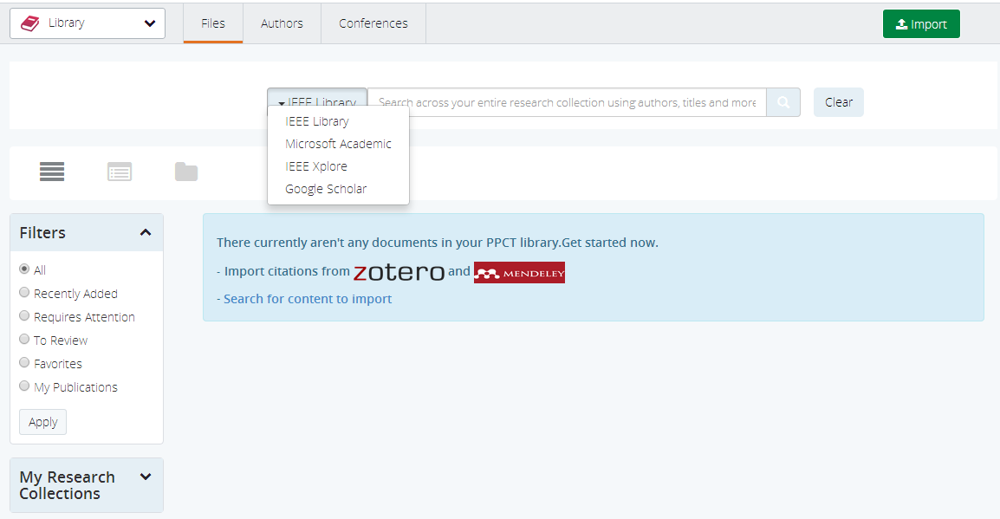 Library
Files
Authors
Conferences
Import
IEEE Library
Search across your entire research collection using authors, titles and more
Clear
IEEE Library
Microsoft Academic
IEEE Xplore
Google Scholar
Filters
All
Recently Added
Requires Attention
To Review
Favorites
My Publications
Apply
My Research
Collections
There currently aren't any documents in your PPCT library.Get started now.
- Import citations from zotero and MENDELEY
- Search for content to import